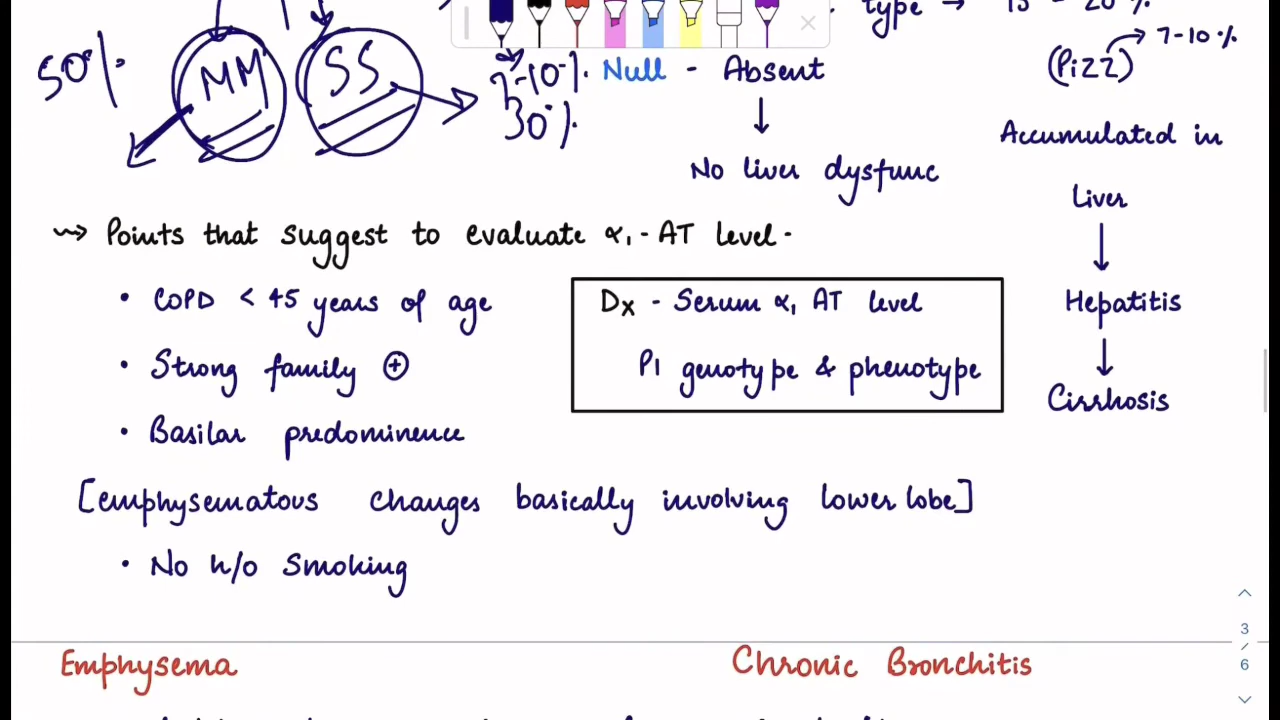 type → 15 - 20 %.
50%.
MM
SS
7-10%.
30%.
Null - Absent
(PiZZ)
7-10 %
Accumulated in
No liver dysfunc
Liver
→ Points that suggest to evaluate α₁-AT level-
• COPD < 45 years of age
Dx - Serum α₁ AT level
Hepatitis
• Strong family ⊕
PI genotype & phenotype
Cirrhosis
• Basilar predominence
[emphysematous changes basically involving lower lobe]
• No h/o Smoking
3
/
6
Emphysema
Chronic Bronchitis